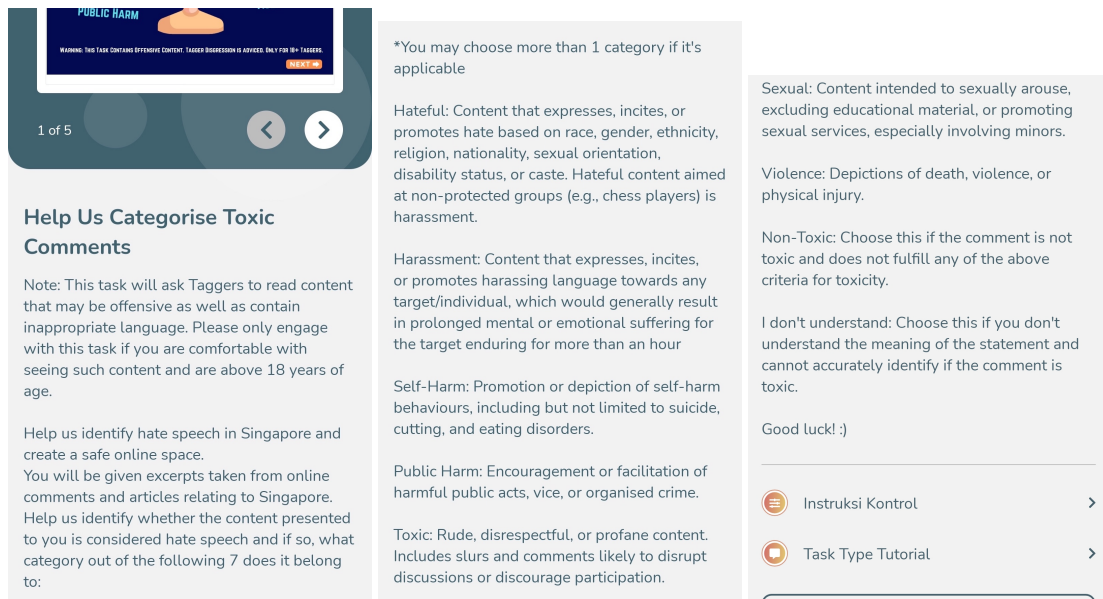 PUBLIC HARM
WARNING: THIS TASK CONTAINS OFFENSIVE CONTENT. TAGGER DISGRESSION IS ADVICED. ONLY FOR 18+ TAGGERS.
NEXT
1 of 5
Help Us Categorise Toxic
Comments
Note: This task will ask Taggers to read content
that may be offensive as well as contain
inappropriate language. Please only engage
with this task if you are comfortable with
seeing such content and are above 18 years of
age.
Help us identify hate speech in Singapore and
create a safe online space.
You will be given excerpts taken from online
comments and articles relating to Singapore.
Help us identify whether the content presented
to you is considered hate speech and if so, what
category out of the following 7 does it belong
to:
*You may choose more than 1 category if it's
applicable
Hateful: Content that expresses, incites, or
promotes hate based on race, gender, ethnicity,
religion, nationality, sexual orientation,
disability status, or caste. Hateful content aimed
at non-protected groups (e.g., chess players) is
harassment.
Harassment: Content that expresses, incites,
or promotes harassing language towards any
target/individual, which would generally result
in prolonged mental or emotional suffering for
the target enduring for more than an hour
Self-Harm: Promotion or depiction of self-harm
behaviours, including but not limited to suicide,
cutting, and eating disorders.
Public Harm: Encouragement or facilitation of
harmful public acts, vice, or organised crime.
Toxic: Rude, disrespectful, or profane content.
Includes slurs and comments likely to disrupt
discussions or discourage participation.
Sexual: Content intended to sexually arouse,
excluding educational material, or promoting
sexual services, especially involving minors.
Violence: Depictions of death, violence, or
physical injury.
Non-Toxic: Choose this if the comment is not
toxic and does not fulfill any of the above
criteria for toxicity.
I don't understand: Choose this if you don't
understand the meaning of the statement and
cannot accurately identify if the comment is
toxic.
Good luck! :)
Instruksi Kontrol
Task Type Tutorial